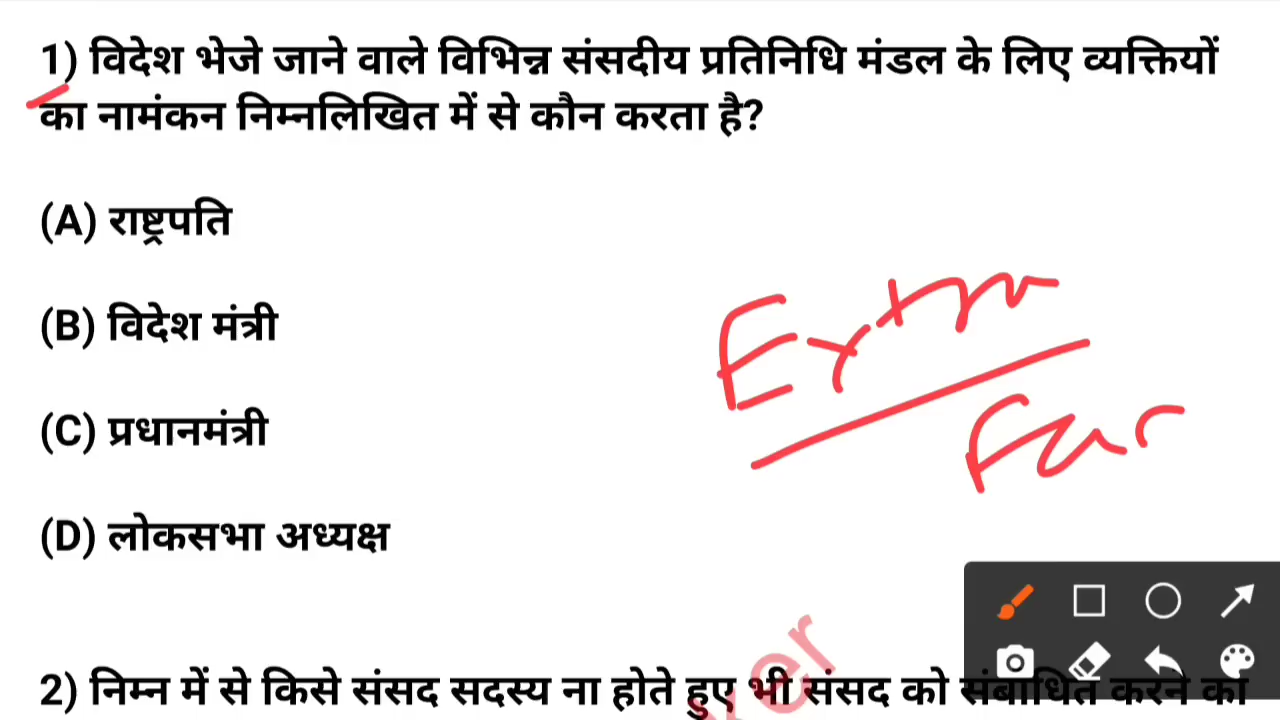 1) विदेश भेजे जाने वाले विभिन्न संसदीय प्रतिनिधि मंडल के लिए व्यक्तियों
का नामंकन निम्नलिखित में से कौन करता है?
(A) राष्ट्रपति
(B) विदेश मंत्री
(C) प्रधानमंत्री
(D) लोकसभा अध्यक्ष
Extra
2) निम्न में से किसे संसद सदस्य ना होते हुए भी संसद को संबोधित करने का